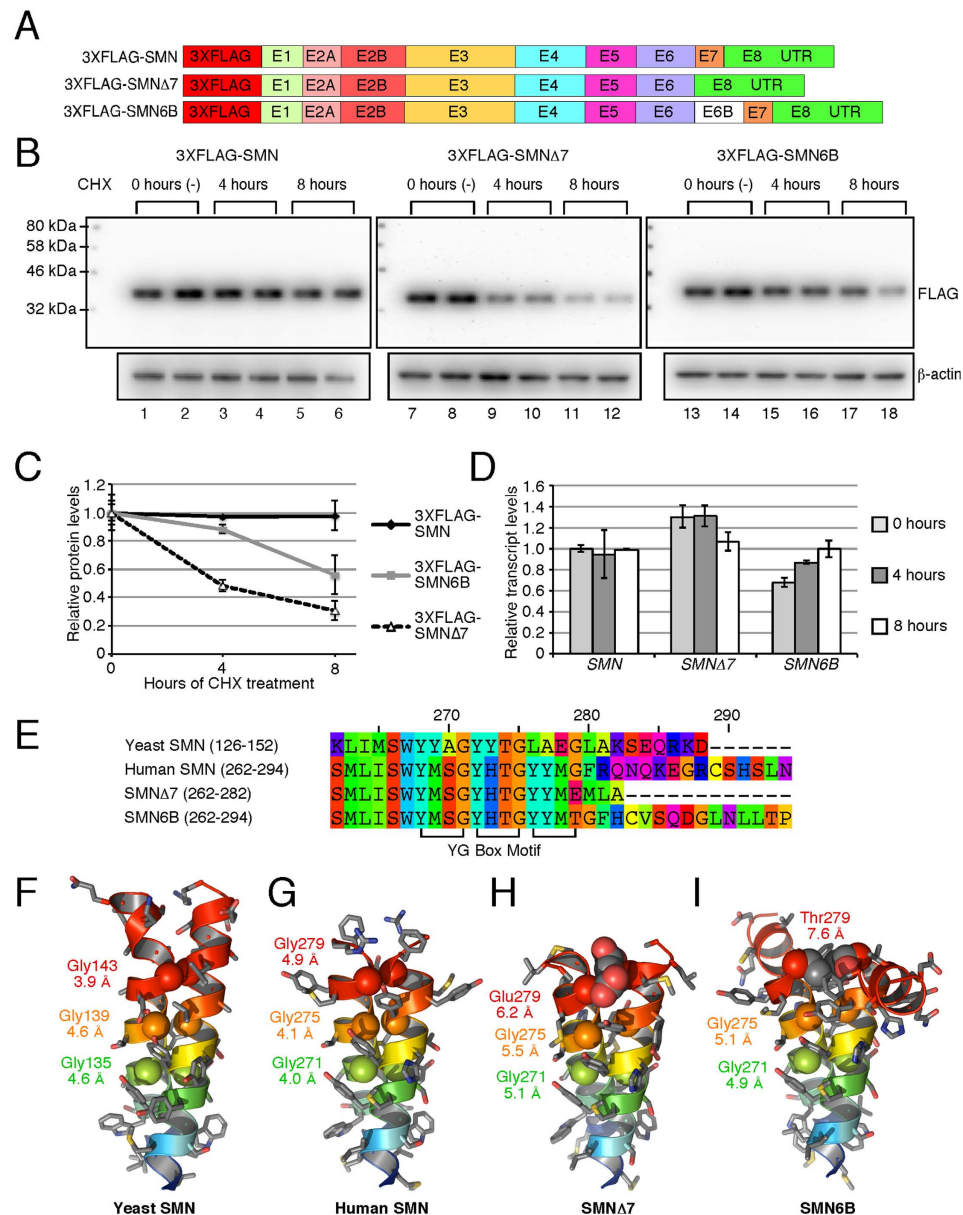 A
3XFLAG-SMN 3XFLAG E1 E2A E2B E3 E4 E5 E6 E7 E8 UTR
3XFLAG-SMNΔ7 3XFLAG E1 E2A E2B E3 E4 E5 E6 E8 UTR
3XFLAG-SMN6B 3XFLAG E1 E2A E2B E3 E4 E5 E6 E6B E7 E8 UTR
B
3XFLAG-SMN 3XFLAG-SMNΔ7 3XFLAG-SMN6B
CHX 0 hours (-) 4 hours 8 hours 0 hours (-) 4 hours 8 hours 0 hours (-) 4 hours 8 hours
80 kDa
58 kDa
46 kDa
32 kDa
FLAG
β-actin
1 2 3 4 5 6 7 8 9 10 11 12 13 14 15 16 17 18
C
Relative protein levels
1.2
1.0
0.8
0.6
0.4
0.2
0
0 4 8
Hours of CHX treatment
3XFLAG-
SMN
3XFLAG-
SMN6B
3XFLAG-
SMNΔ7
D
Relative transcript levels
1.6
1.4
1.2
1.0
0.8
0.6
0.4
0.2
0
SMN SMNΔ7 SMN6B
0 hours
4 hours
8 hours
E
270 280 290
Yeast SMN (126-152) KLIMSWYYAGYYTGLAEGLAKSEQRKD------
Human SMN (262-294) SMLISWYMSGYHTGYYMGFRQNQKEGRCSHSLN
SMNΔ7 (262-282) SMLISWYMSGYHTGYYMEMLA------------
SMN6B (262-294) SMLISWYMSGYHTGYYMTGFHCVSQDGLNLLTP
YG Box Motif
F
Gly143
3.9 Å
Gly139
4.6 Å
Gly135
4.6 Å
Yeast SMN
G
Gly279
4.9 Å
Gly275
4.1 Å
Gly271
4.0 Å
Human SMN
H
Glu279
6.2 Å
Gly275
5.5 Å
Gly271
5.1 Å
SMNΔ7
I
Thr279
7.6 Å
Gly275
5.1 Å
Gly271
4.9 Å
SMN6B